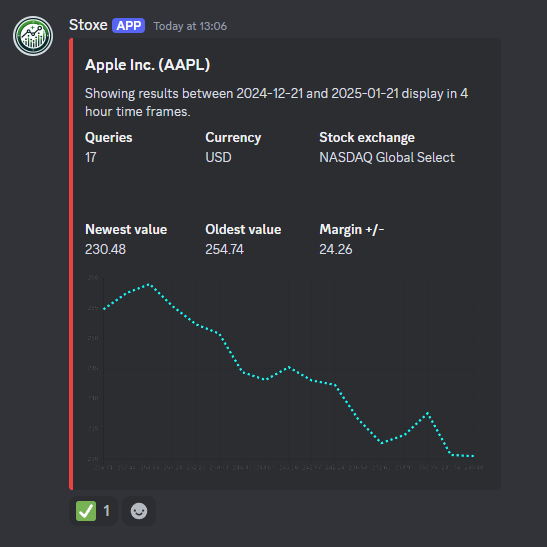 Stoxe APP Today at 13:06
Apple Inc. (AAPL)
Showing results between 2024-12-21 and 2025-01-21 display in 4
hour time frames.
Queries Currency Stock exchange
17 USD NASDAQ Global Select
Newest value Oldest value Margin +/-
230.48 254.74 24.26
1